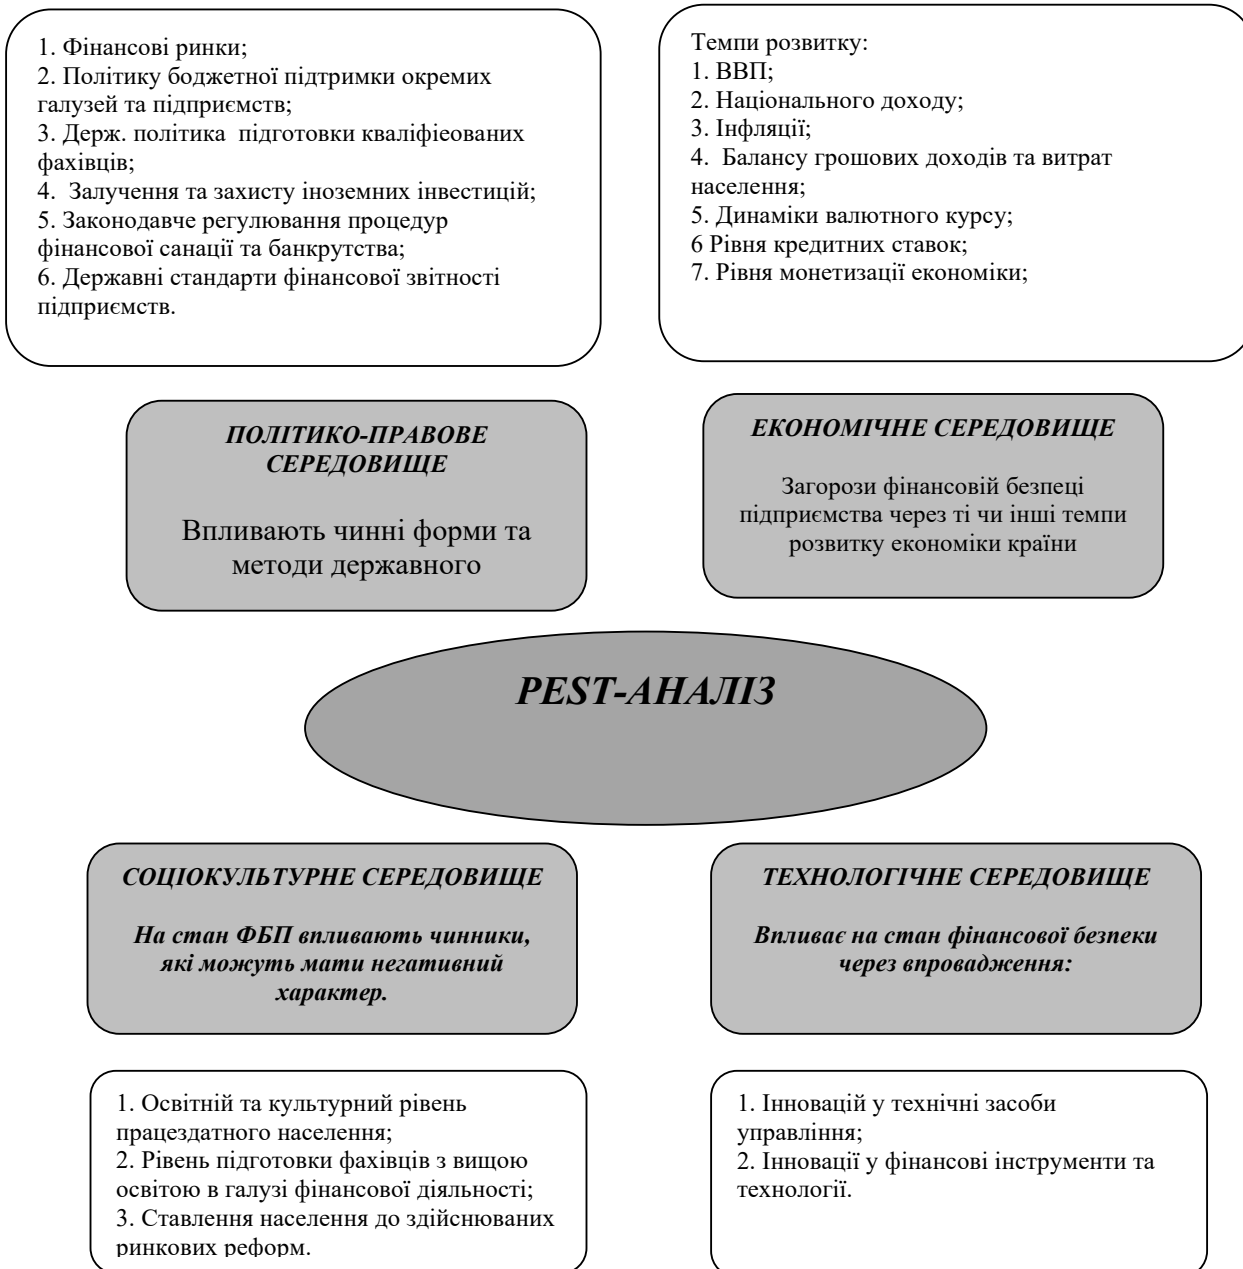 1. Фінансові ринки;
2. Політику боджетної підтримки окремих
галузей та підприємств;
3. Держ. політика підготовки кваліфіеованих
фахівців;
4. Залучення та захисту іноземних інвестицій;
5. Законодавче регулювання процедур
фінансової санації та банкрутства;
6. Державні стандарти фінансової звітності
підприємств.
Темпи розвитку:
1. ВВП;
2. Національного доходу;
3. Інфляції;
4. Балансу грошових доходів та витрат
населення;
5. Динаміки валютного курсу;
6 Рівня кредитних ставок;
7. Рівня монетизації економіки;
ПОЛІТИКО-ПРАВОВЕ
СЕРЕДОВИЩЕ
Впливають чинні форми та
методи державного
ЕКОНОМІЧНЕ СЕРЕДОВИЩЕ
Загорози фінансовій безпеці
підприємства через ті чи інші темпи
розвитку економіки країни
PEST-АНАЛІЗ
СОЦІОКУЛЬТУРНЕ СЕРЕДОВИЩЕ
На стан ФБП впливають чинники,
які можуть мати негативний
характер.
ТЕХНОЛОГІЧНЕ СЕРЕДОВИЩЕ
Впливає на стан фінансової безпеки
через впровадження:
1. Освітній та культурний рівень
працездатного населення;
2. Рівень підготовки фахівців з вищою
освітою в галузі фінансової діяльності;
3. Ставлення населення до здійснюваних
ринкових реформ.
1. Інновацій у технічні засоби
управління;
2. Інновації у фінансові інструменти та
технології.